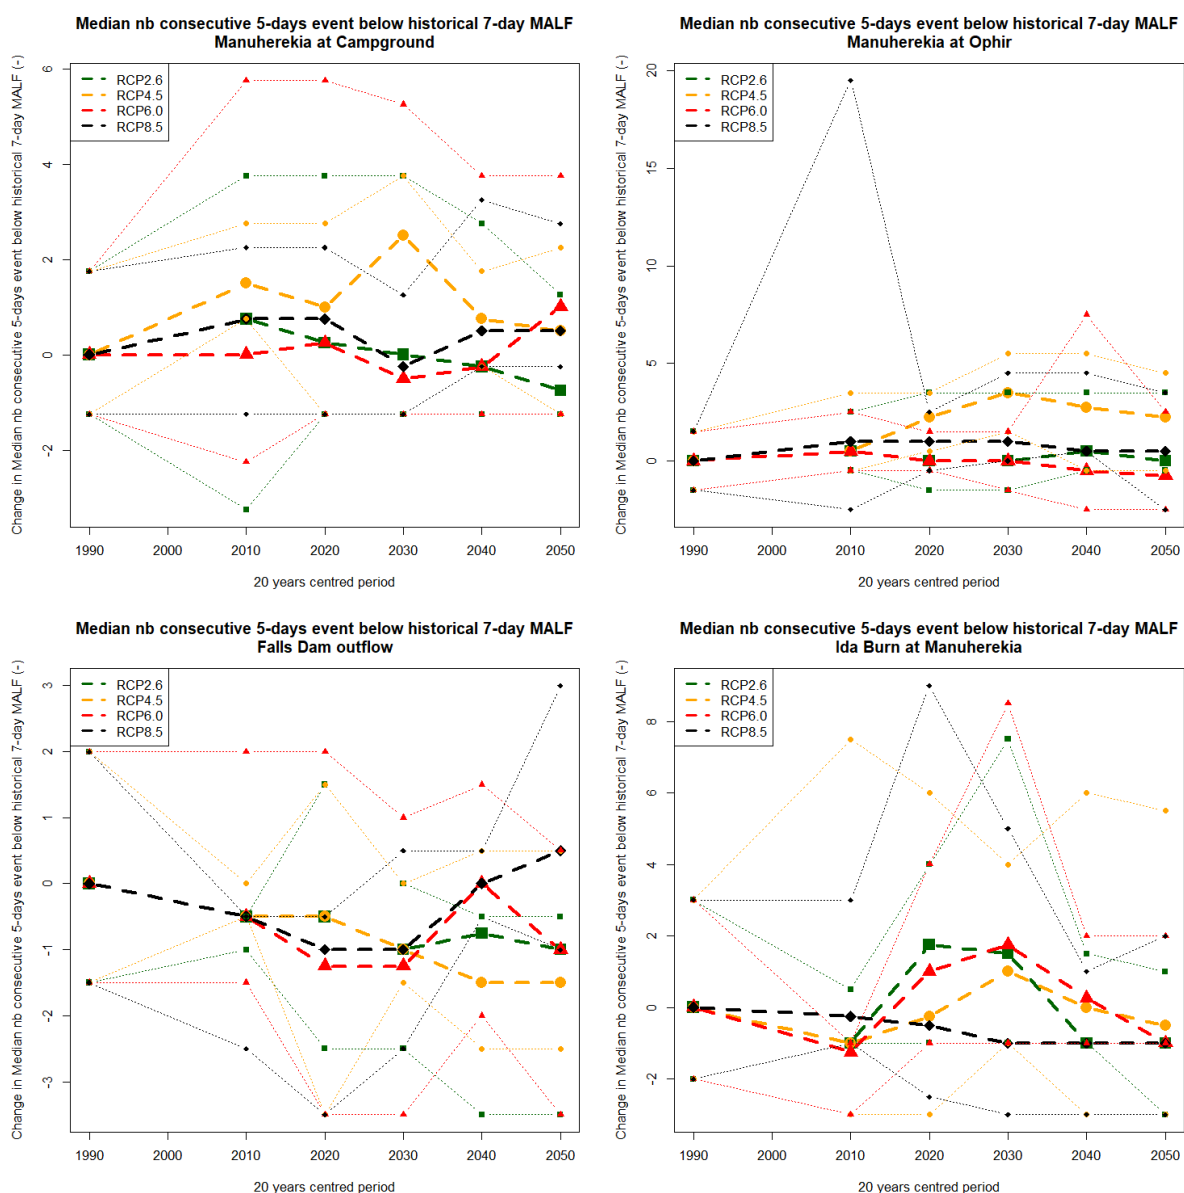 Median nb consecutive 5-days event below historical 7-day MALF
Manuherekia at Campground
Change in Median nb consecutive 5-days event below historical 7-day MALF (-)
6
4
2
0
-2
RCP2.6
RCP4.5
RCP6.0
RCP8.5
1990 2000 2010 2020 2030 2040 2050
20 years centred period
Median nb consecutive 5-days event below historical 7-day MALF
Manuherekia at Ophir
Change in Median nb consecutive 5-days event below historical 7-day MALF (-)
20
15
10
5
0
RCP2.6
RCP4.5
RCP6.0
RCP8.5
1990 2000 2010 2020 2030 2040 2050
20 years centred period
Median nb consecutive 5-days event below historical 7-day MALF
Falls Dam outflow
Change in Median nb consecutive 5-days event below historical 7-day MALF (-)
3
2
1
0
-1
-2
-3
RCP2.6
RCP4.5
RCP6.0
RCP8.5
1990 2000 2010 2020 2030 2040 2050
20 years centred period
Median nb consecutive 5-days event below historical 7-day MALF
Ida Burn at Manuherekia
Change in Median nb consecutive 5-days event below historical 7-day MALF (-)
8
6
4
2
0
-2
RCP2.6
RCP4.5
RCP6.0
RCP8.5
1990 2000 2010 2020 2030 2040 2050
20 years centred period